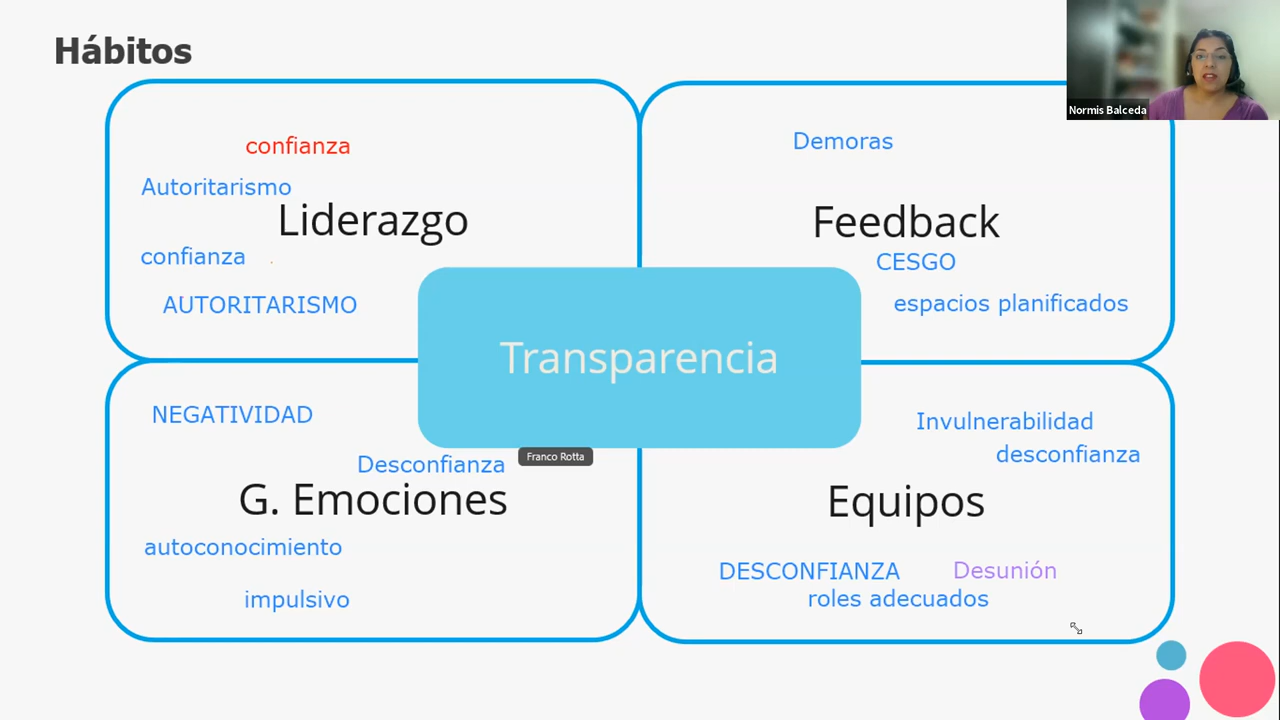 Hábitos
Normis Balceda
confianza
Autoritarismo
Liderazgo
confianza
AUTORITARISMO
Demoras
Feedback
CESGO
espacios planificados
Transparencia
Franco Rotta
NEGATIVIDAD
Desconfianza
G. Emociones
autoconocimiento
impulsivo
Invulnerabilidad
desconfianza
Equipos
DESCONFIANZA Desunión
roles adecuados